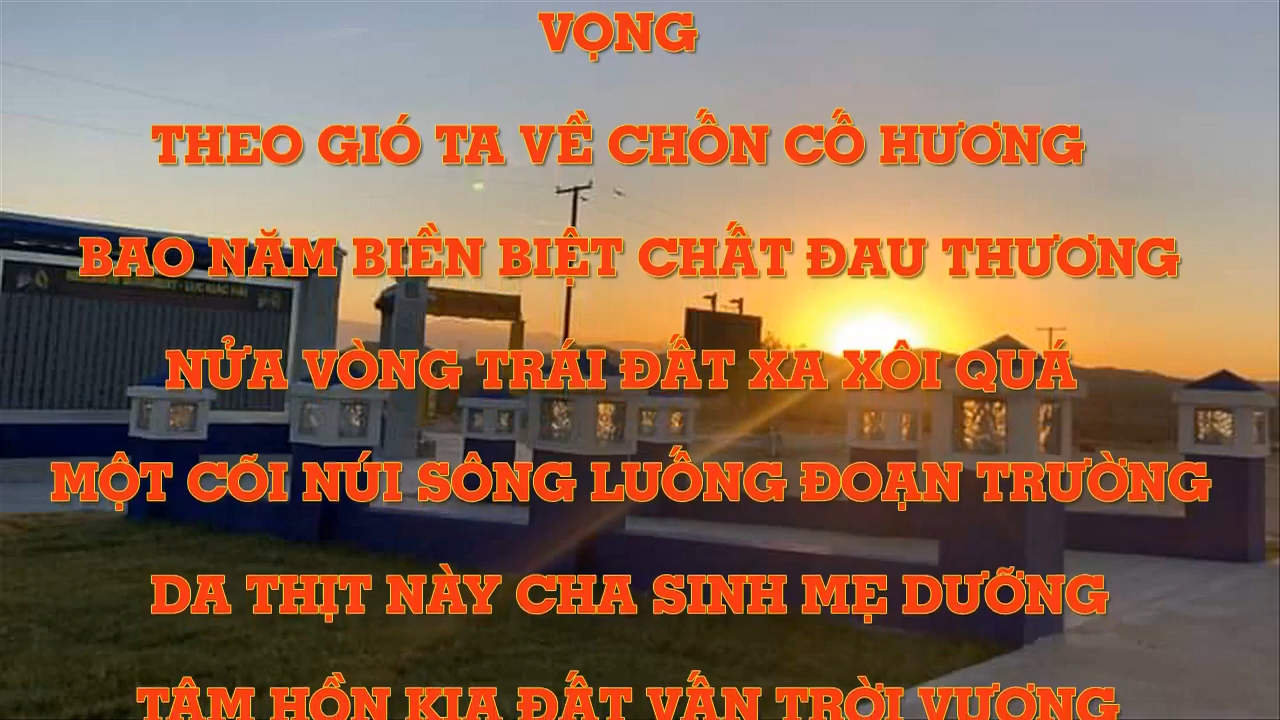 VỌNG
THEO GIÓ TA VỀ CHỐN CỐ HƯƠNG
BAO NĂM BIỀN BIỆT CHẤT ĐAU THƯƠNG
NỬA VÒNG TRÁI ĐẤT XA XÔI QUÁ
MỘT CÕI NÚI SÔNG LUỐNG ĐOẠN TRƯỜNG
DA THỊT NÀY CHA SINH MẸ DƯỠNG
TÂM HỒN KIA ĐẤT VẤN TRỜI VƯƠNG